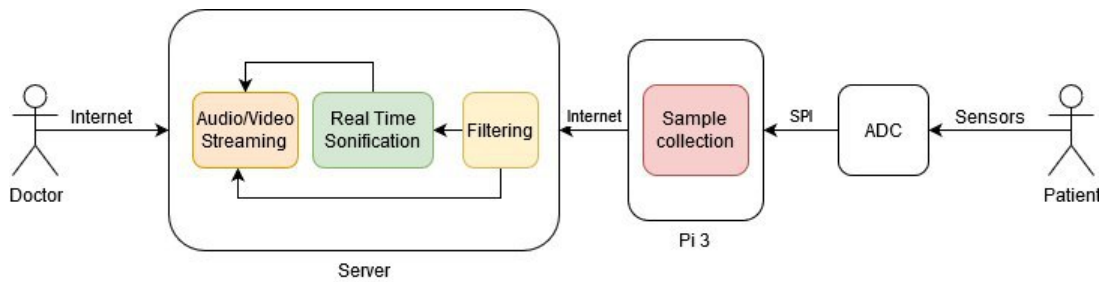 Doctor
Internet
Audio/Video
Streaming
Real Time
Sonification
Filtering
Server
Internet
Sample
collection
Pi 3
SPI
ADC
Sensors
Patient